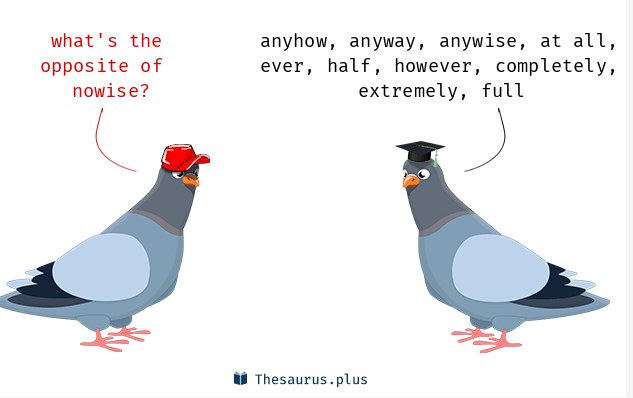 what's the
opposite of
nowise?
anyhow, anyway, anywise, at all,
ever, half, however, completely,
extremely, full
Thesaurus.plus